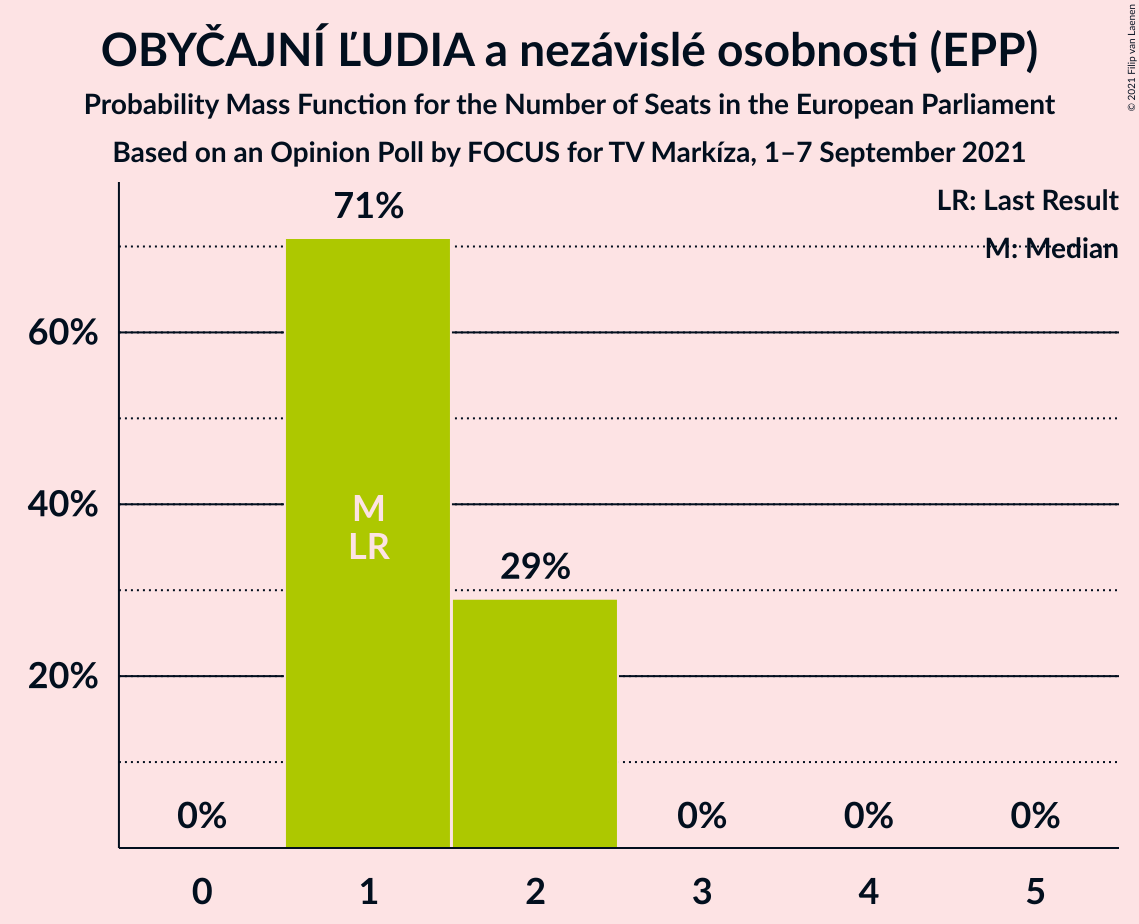 OBYČAJNÍ ĽUDIA a nezávislé osobnosti (EPP)
Probability Mass Function for the Number of Seats in the European Parliament
Based on an Opinion Poll by FOCUS for TV Markíza, 1–7 September 2021
© 2021 Filip van Laenen
LR: Last Result
M: Median
71%
60%
40%
20%
M
LR
29%
0%
0%
0%
0%
0
1
2
3
4
5